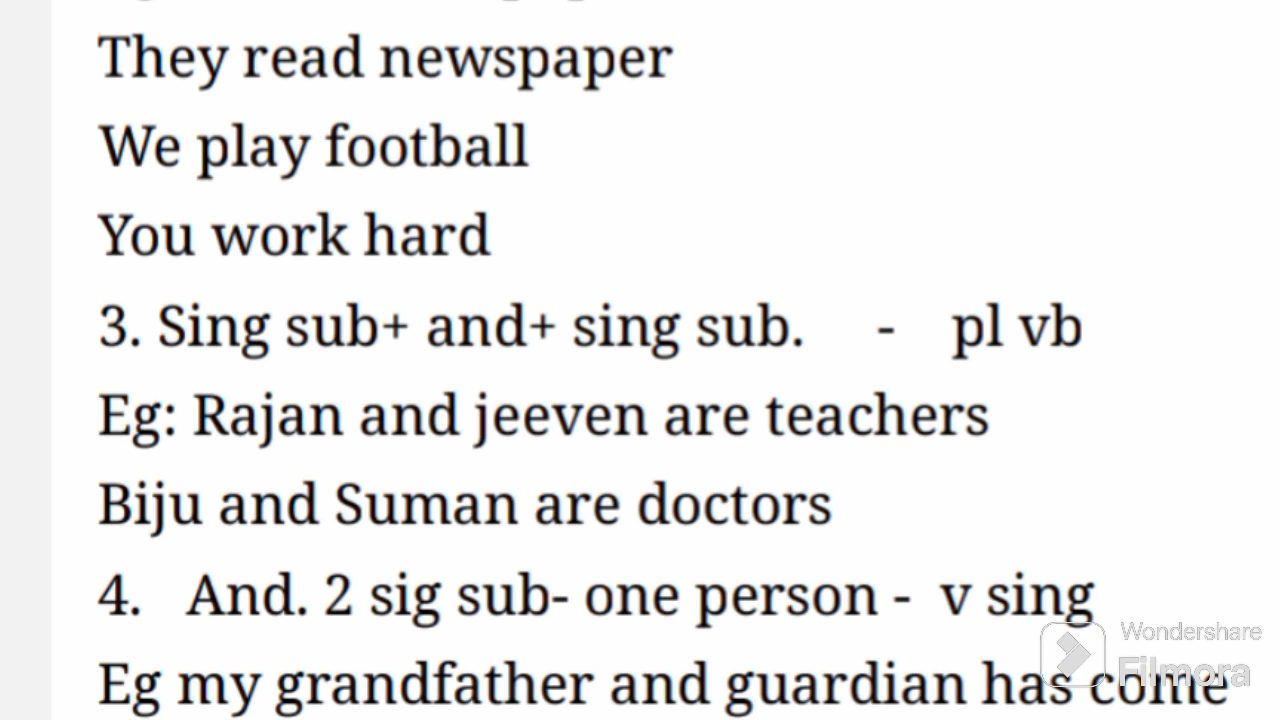 They read newspaper
We play football
You work hard
3. Sing sub+ and+ sing sub. - pl vb
Eg: Rajan and jeeven are teachers
Biju and Suman are doctors
4. And. 2 sig sub- one person - v sing
Eg my grandfather and guardian has come
Wondershare
Filmora